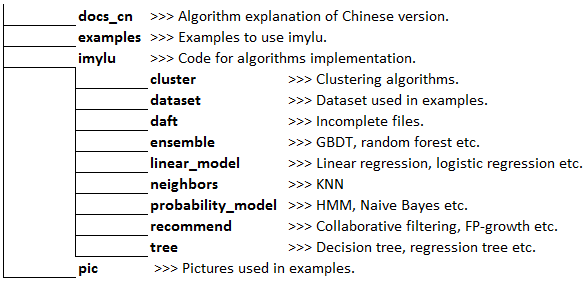 docs_cn >>> Algorithm explanation of Chinese version.
examples >>> Examples to use imylu.
imylu >>> Code for algorithms implementation.
cluster >>> Clustering algorithms.
dataset >>> Dataset used in examples.
daft >>> Incomplete files.
ensemble >>> GBDT, random forest etc.
linear_model >>> Linear regression, logistic regression etc.
neighbors >>> KNN
probability_model >>> HMM, Naive Bayes etc.
recommend >>> Collaborative filtering, FP-growth etc.
tree >>> Decision tree, regression tree etc.
pic >>> Pictures used in examples.